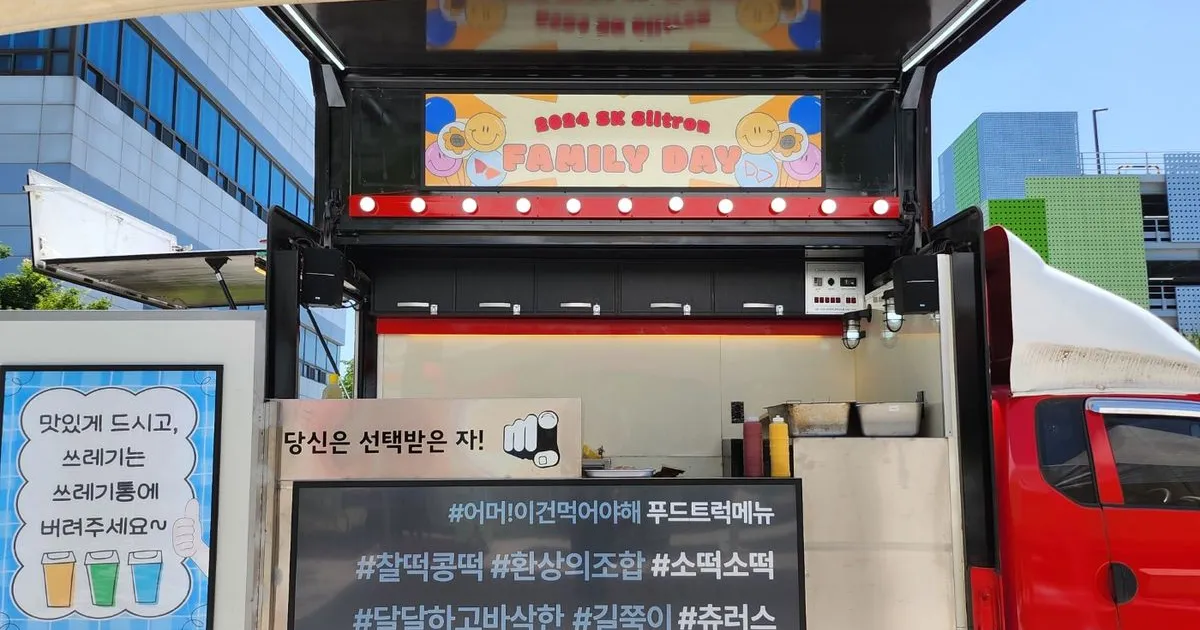 2024 SK Siltron
FAMILY DAY
맛있게 드시고,
쓰레기는
쓰레기통에
버려주세요~
당신은 선택받은 자!
#어머!이건먹어야해 푸드트럭메뉴
#찰떡콩떡 #환상의조합 #소떡소떡
#달달하고바삭한 #길쭉이 #츄러스